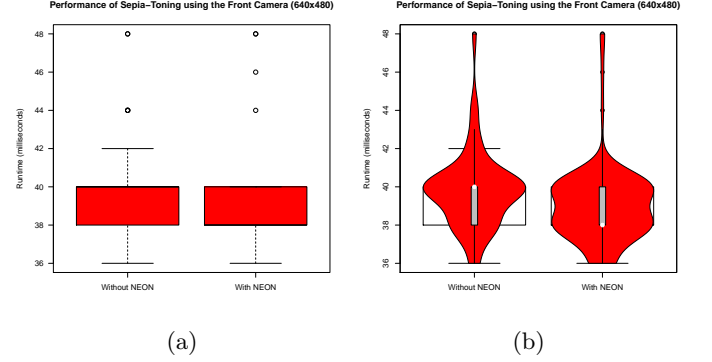 Performance of Sepia−Toning using the Front Camera (640x480)
48
46
44
42
40
38
36
Runtime (milliseconds)
Without NEON
With NEON
(a)
Performance of Sepia−Toning using the Front Camera (640x480)
48
46
44
42
40
38
36
Runtime (milliseconds)
Without NEON
With NEON
(b)